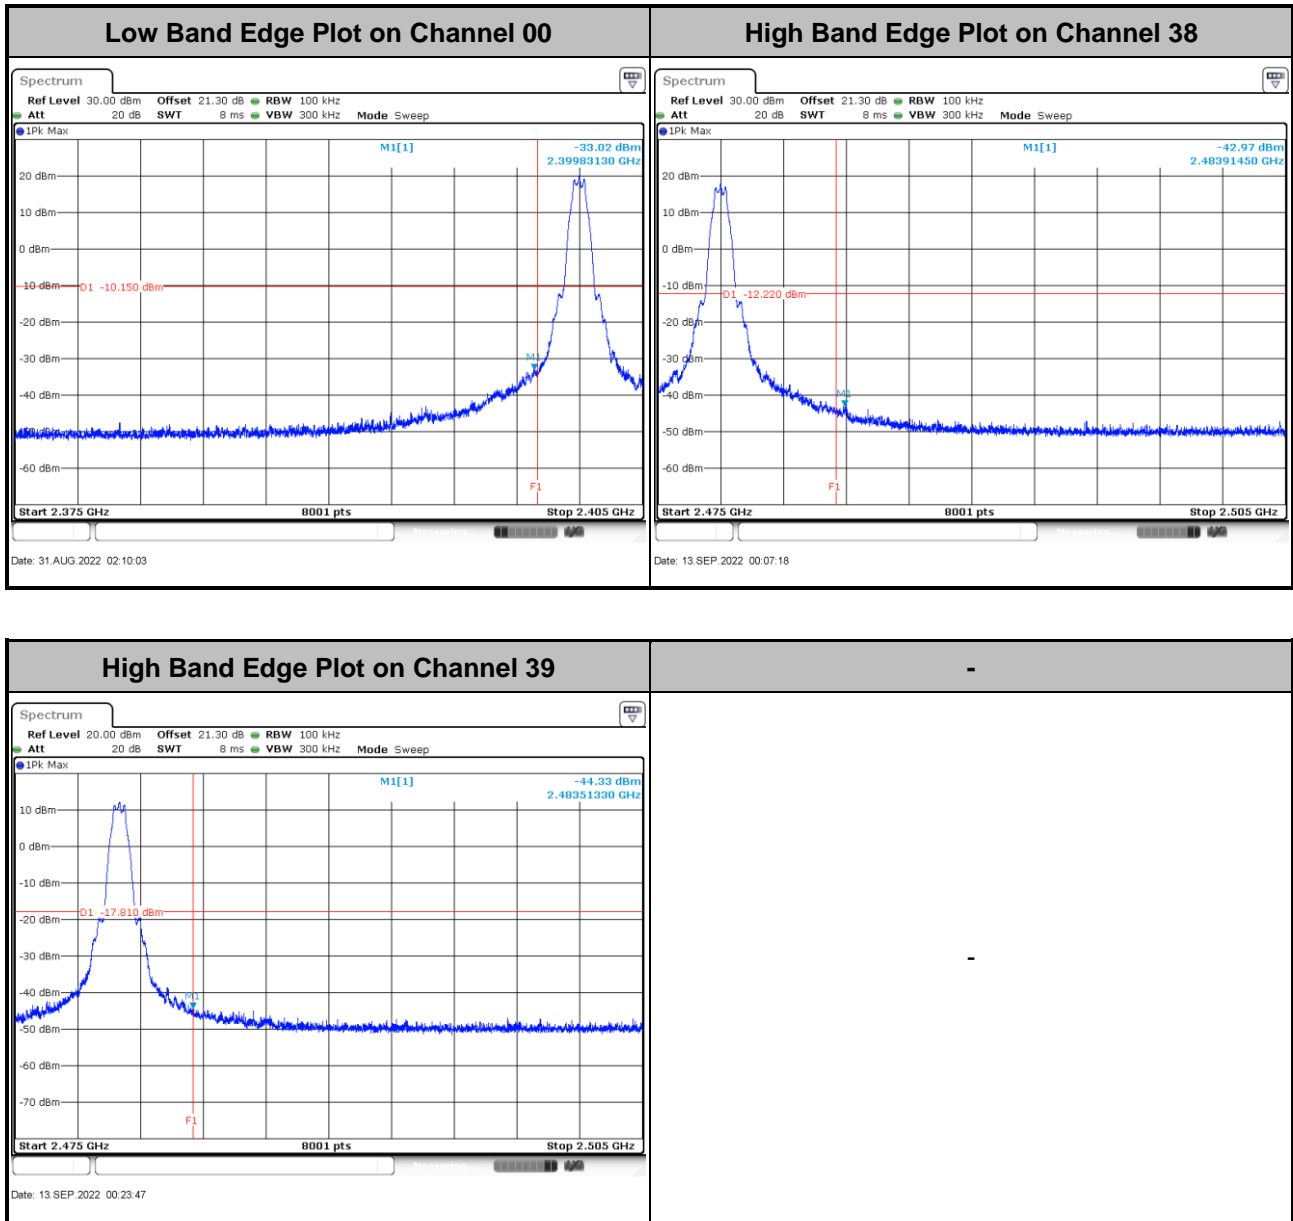 Low Band Edge Plot on Channel 00
Spectrum
Ref Level 30.00 dBm Offset 21.30 dB RBW 100 kHz
Att 20 dB SWT 8 ms VBW 300 kHz Mode Sweep
1Pk Max
M1[1] -33.02 dBm
2.39983130 GHz
20 dBm
10 dBm
0 dBm
-10 dBm
D1 -10.150 dBm
-20 dBm
M1
-30 dBm
-40 dBm
-60 dBm
F1
Start 2.375 GHz 8001 pts Stop 2.405 GHz
Measuring
Date: 31.AUG.2022 02:10:03
High Band Edge Plot on Channel 38
Spectrum
Ref Level 30.00 dBm Offset 21.30 dB RBW 100 kHz
Att 20 dB SWT 8 ms VBW 300 kHz Mode Sweep
1Pk Max
M1[1] -42.97 dBm
2.48391450 GHz
20 dBm
10 dBm
0 dBm
-10 dBm
D1 -12.220 dBm
-20 dBm
-30 dBm
-40 dBm
M1
-50 dBm
-60 dBm
F1
Start 2.475 GHz 8001 pts Stop 2.505 GHz
Measuring
Date: 13.SEP.2022 00:07:18
High Band Edge Plot on Channel 39
Spectrum
Ref Level 20.00 dBm Offset 21.30 dB RBW 100 kHz
Att 20 dB SWT 8 ms VBW 300 kHz Mode Sweep
1Pk Max
M1[1] -44.33 dBm
2.48351330 GHz
10 dBm
0 dBm
-10 dBm
D1 -17.810 dBm
-20 dBm
-30 dBm
-40 dBm
M1
-50 dBm
-60 dBm
-70 dBm
F1
Start 2.475 GHz 8001 pts Stop 2.505 GHz
Measuring
Date: 13.SEP.2022 00:23:47
-
-